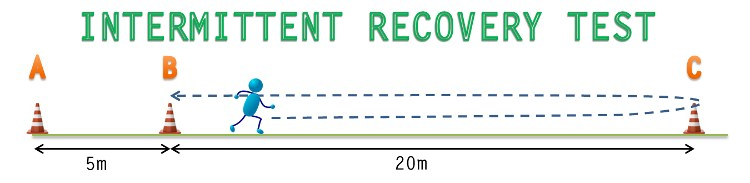 INTERMITTENT RECOVERY TEST
A B C
5m 20m